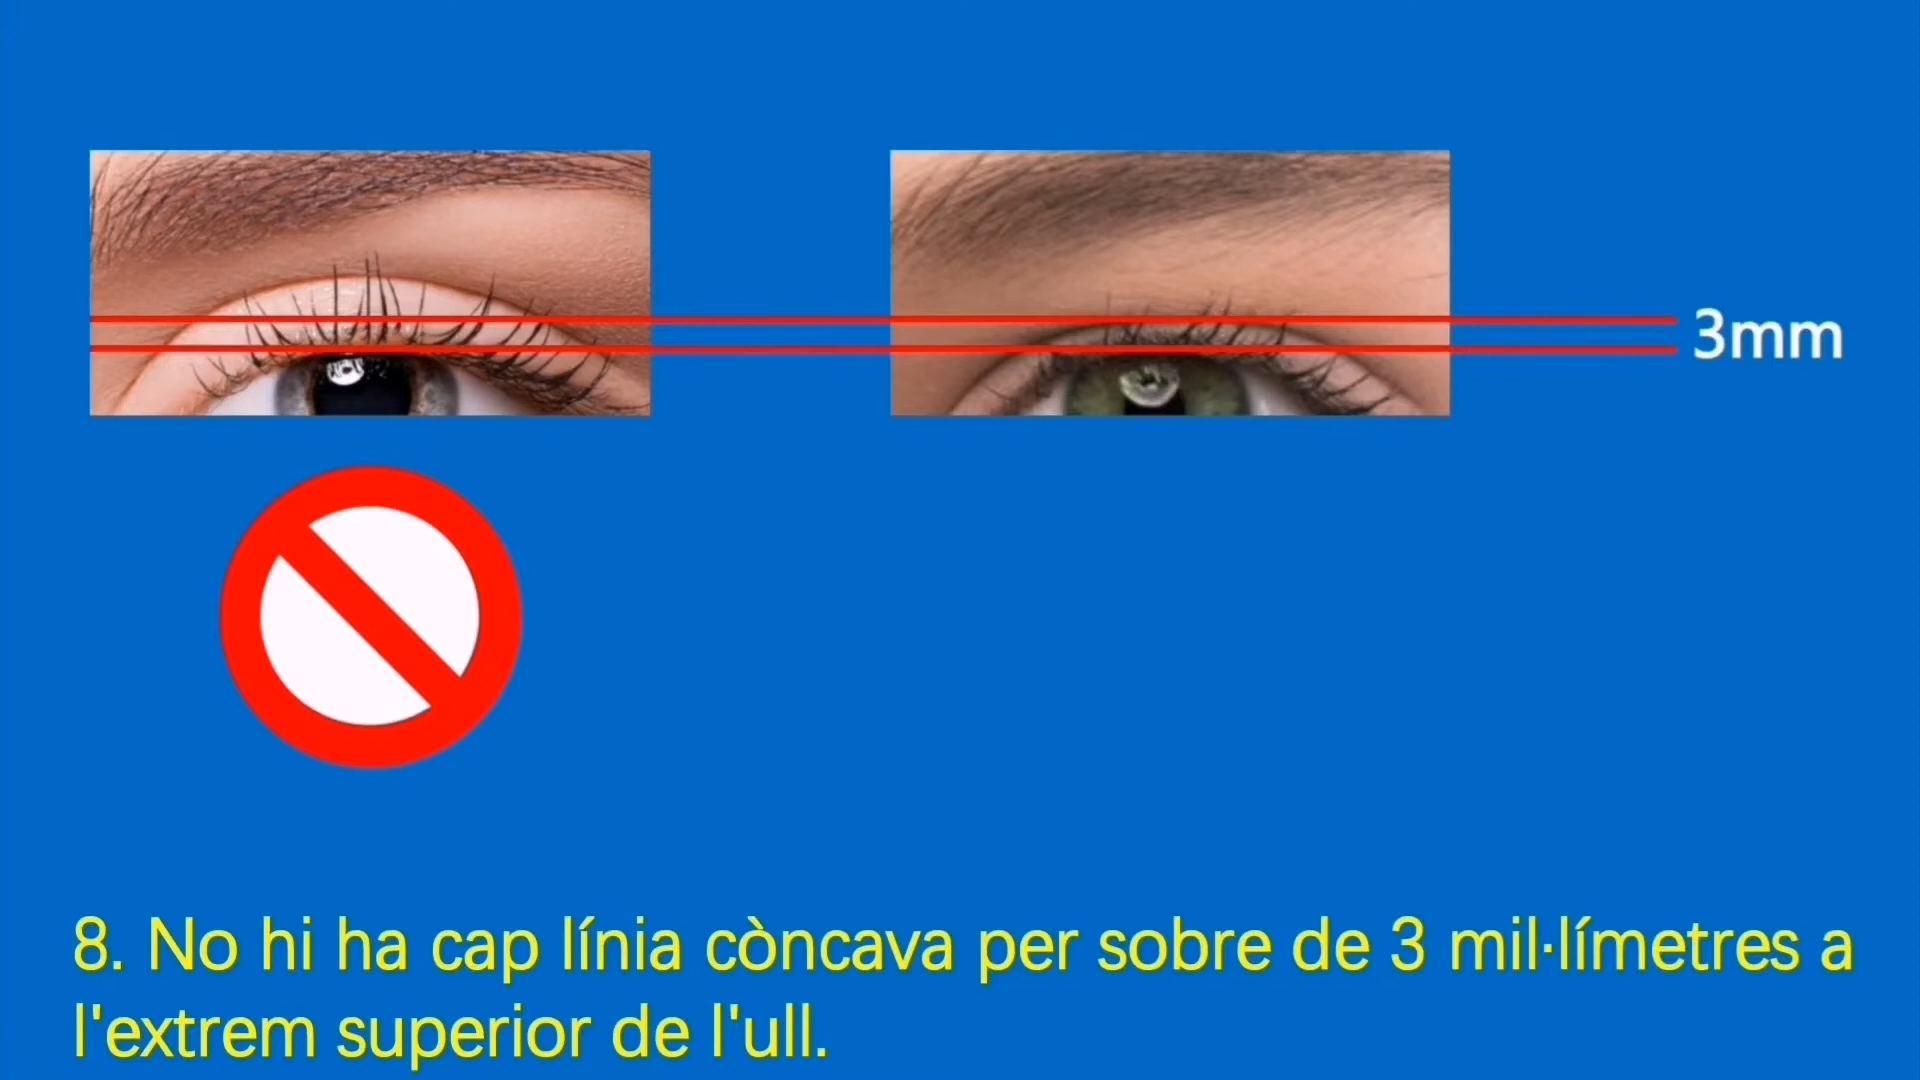 3mm
8. No hi ha cap línia còncava per sobre de 3 mil·límetres a
l'extrem superior de l'ull.